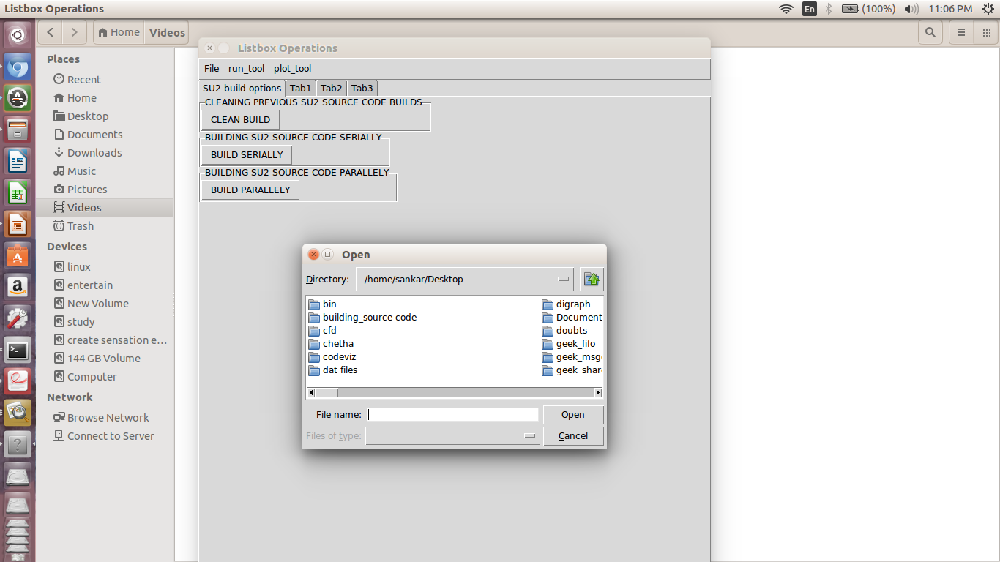 Listbox Operations
En (100%) 11:06 PM
Home Videos
Places
Recent
Home
Desktop
Documents
Downloads
Music
Pictures
Videos
Trash
Devices
linux
entertain
New Volume
study
create sensation e...
144 GB Volume
Computer
Network
Browse Network
Connect to Server
Listbox Operations
File run_tool plot_tool
SU2 build options Tab1 Tab2 Tab3
CLEANING PREVIOUS SU2 SOURCE CODE BUILDS
CLEAN BUILD
BUILDING SU2 SOURCE CODE SERIALLY
BUILD SERIALLY
BUILDING SU2 SOURCE CODE PARALLELY
BUILD PARALLELY
Open
Directory: /home/sankar/Desktop
bin
building_source code
cfd
chetha
codeviz
dat files
digraph
Document
doubts
geek_fifo
geek_msg
geek_share
File name: Open
Files of type: Cancel